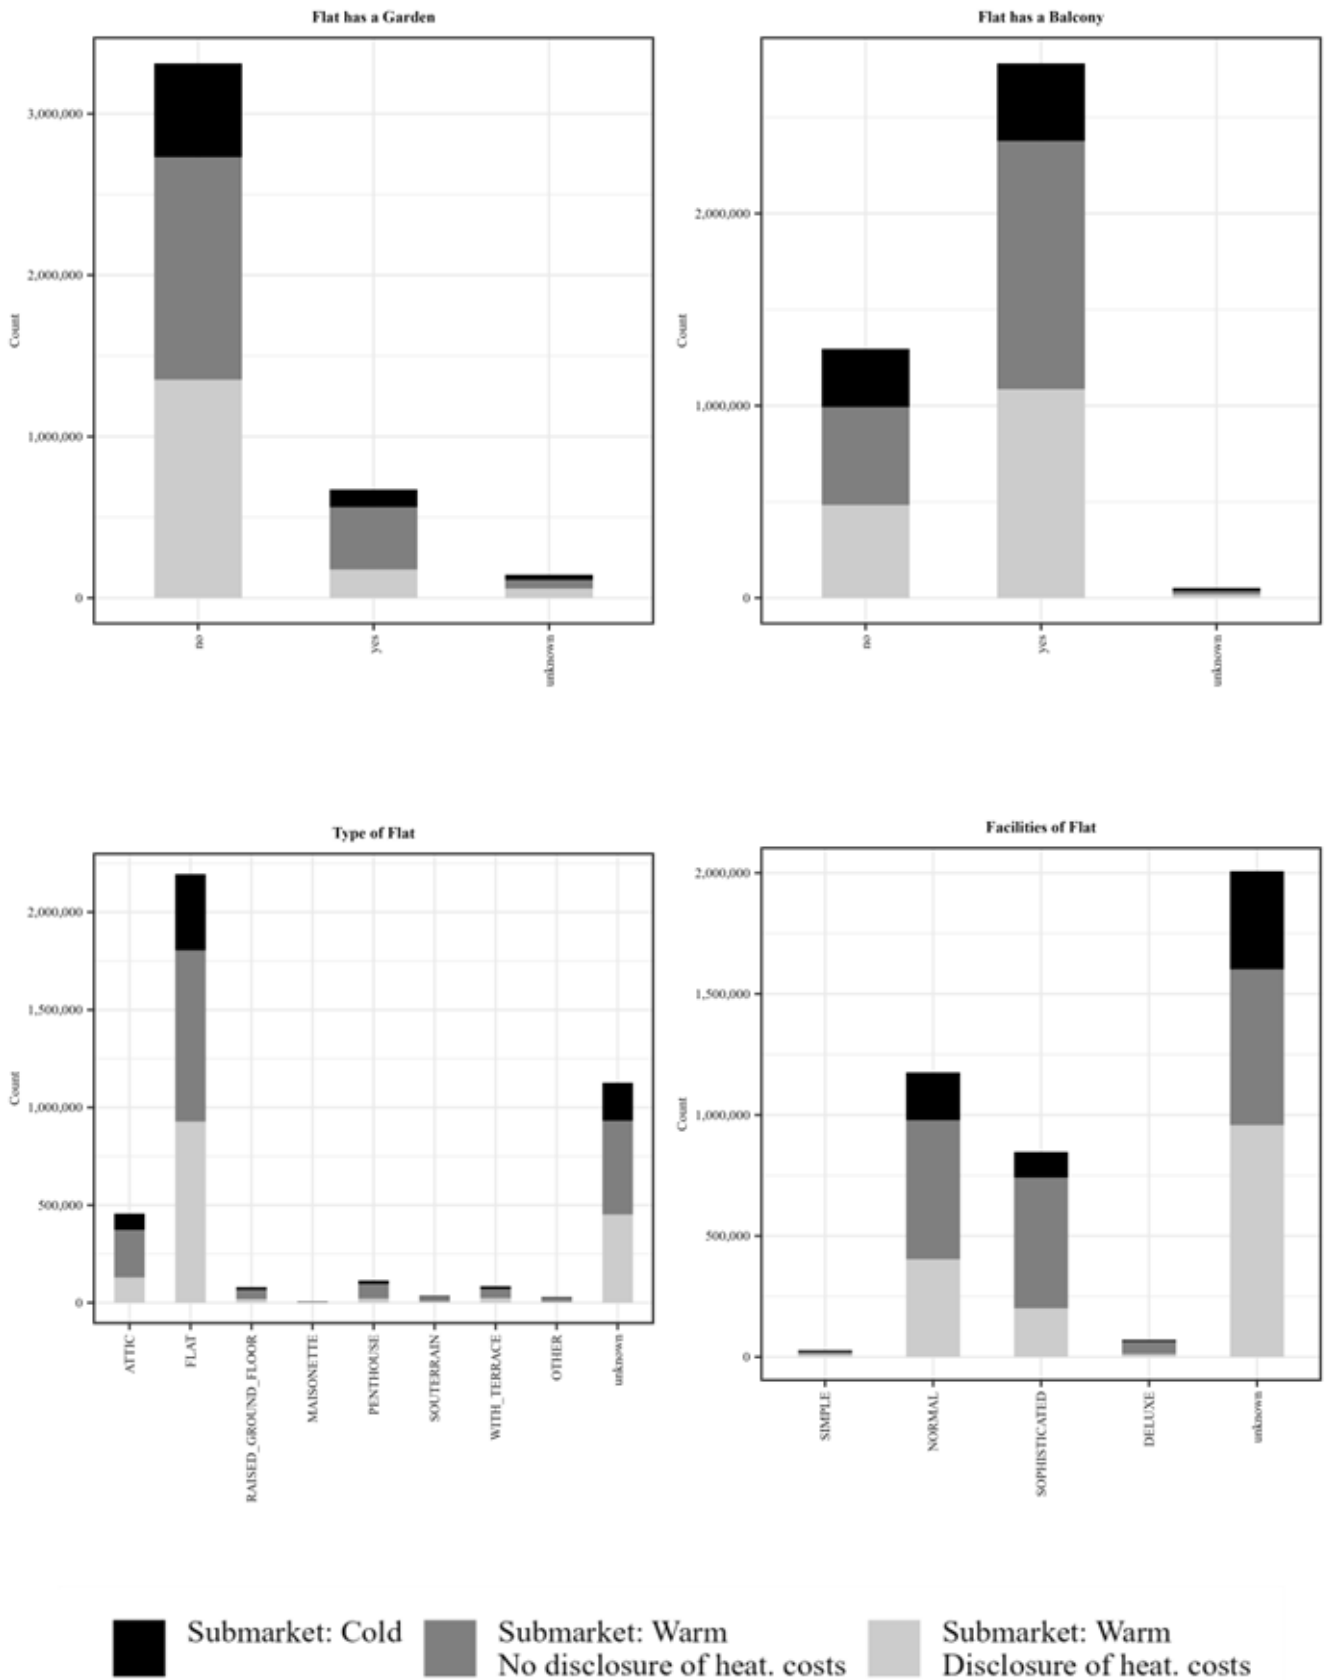 Flat has a Garden
Count
3,000,000
2,000,000
1,000,000
0
no
yes
unknown
Flat has a Balcony
Count
2,000,000
1,000,000
0
no
yes
unknown
Type of Flat
Count
2,000,000
1,500,000
1,000,000
500,000
0
ATTIC
FLAT
RAISED_GROUND_FLOOR
MAISONETTE
PENTHOUSE
SOUTERRAIN
WITH_TERRACE
OTHER
unknown
Facilities of Flat
Count
2,000,000
1,500,000
1,000,000
500,000
0
SIMPLE
NORMAL
SOPHISTICATED
DELUXE
unknown
Submarket: Cold
Submarket: Warm
No disclosure of heat. costs
Submarket: Warm
Disclosure of heat. costs